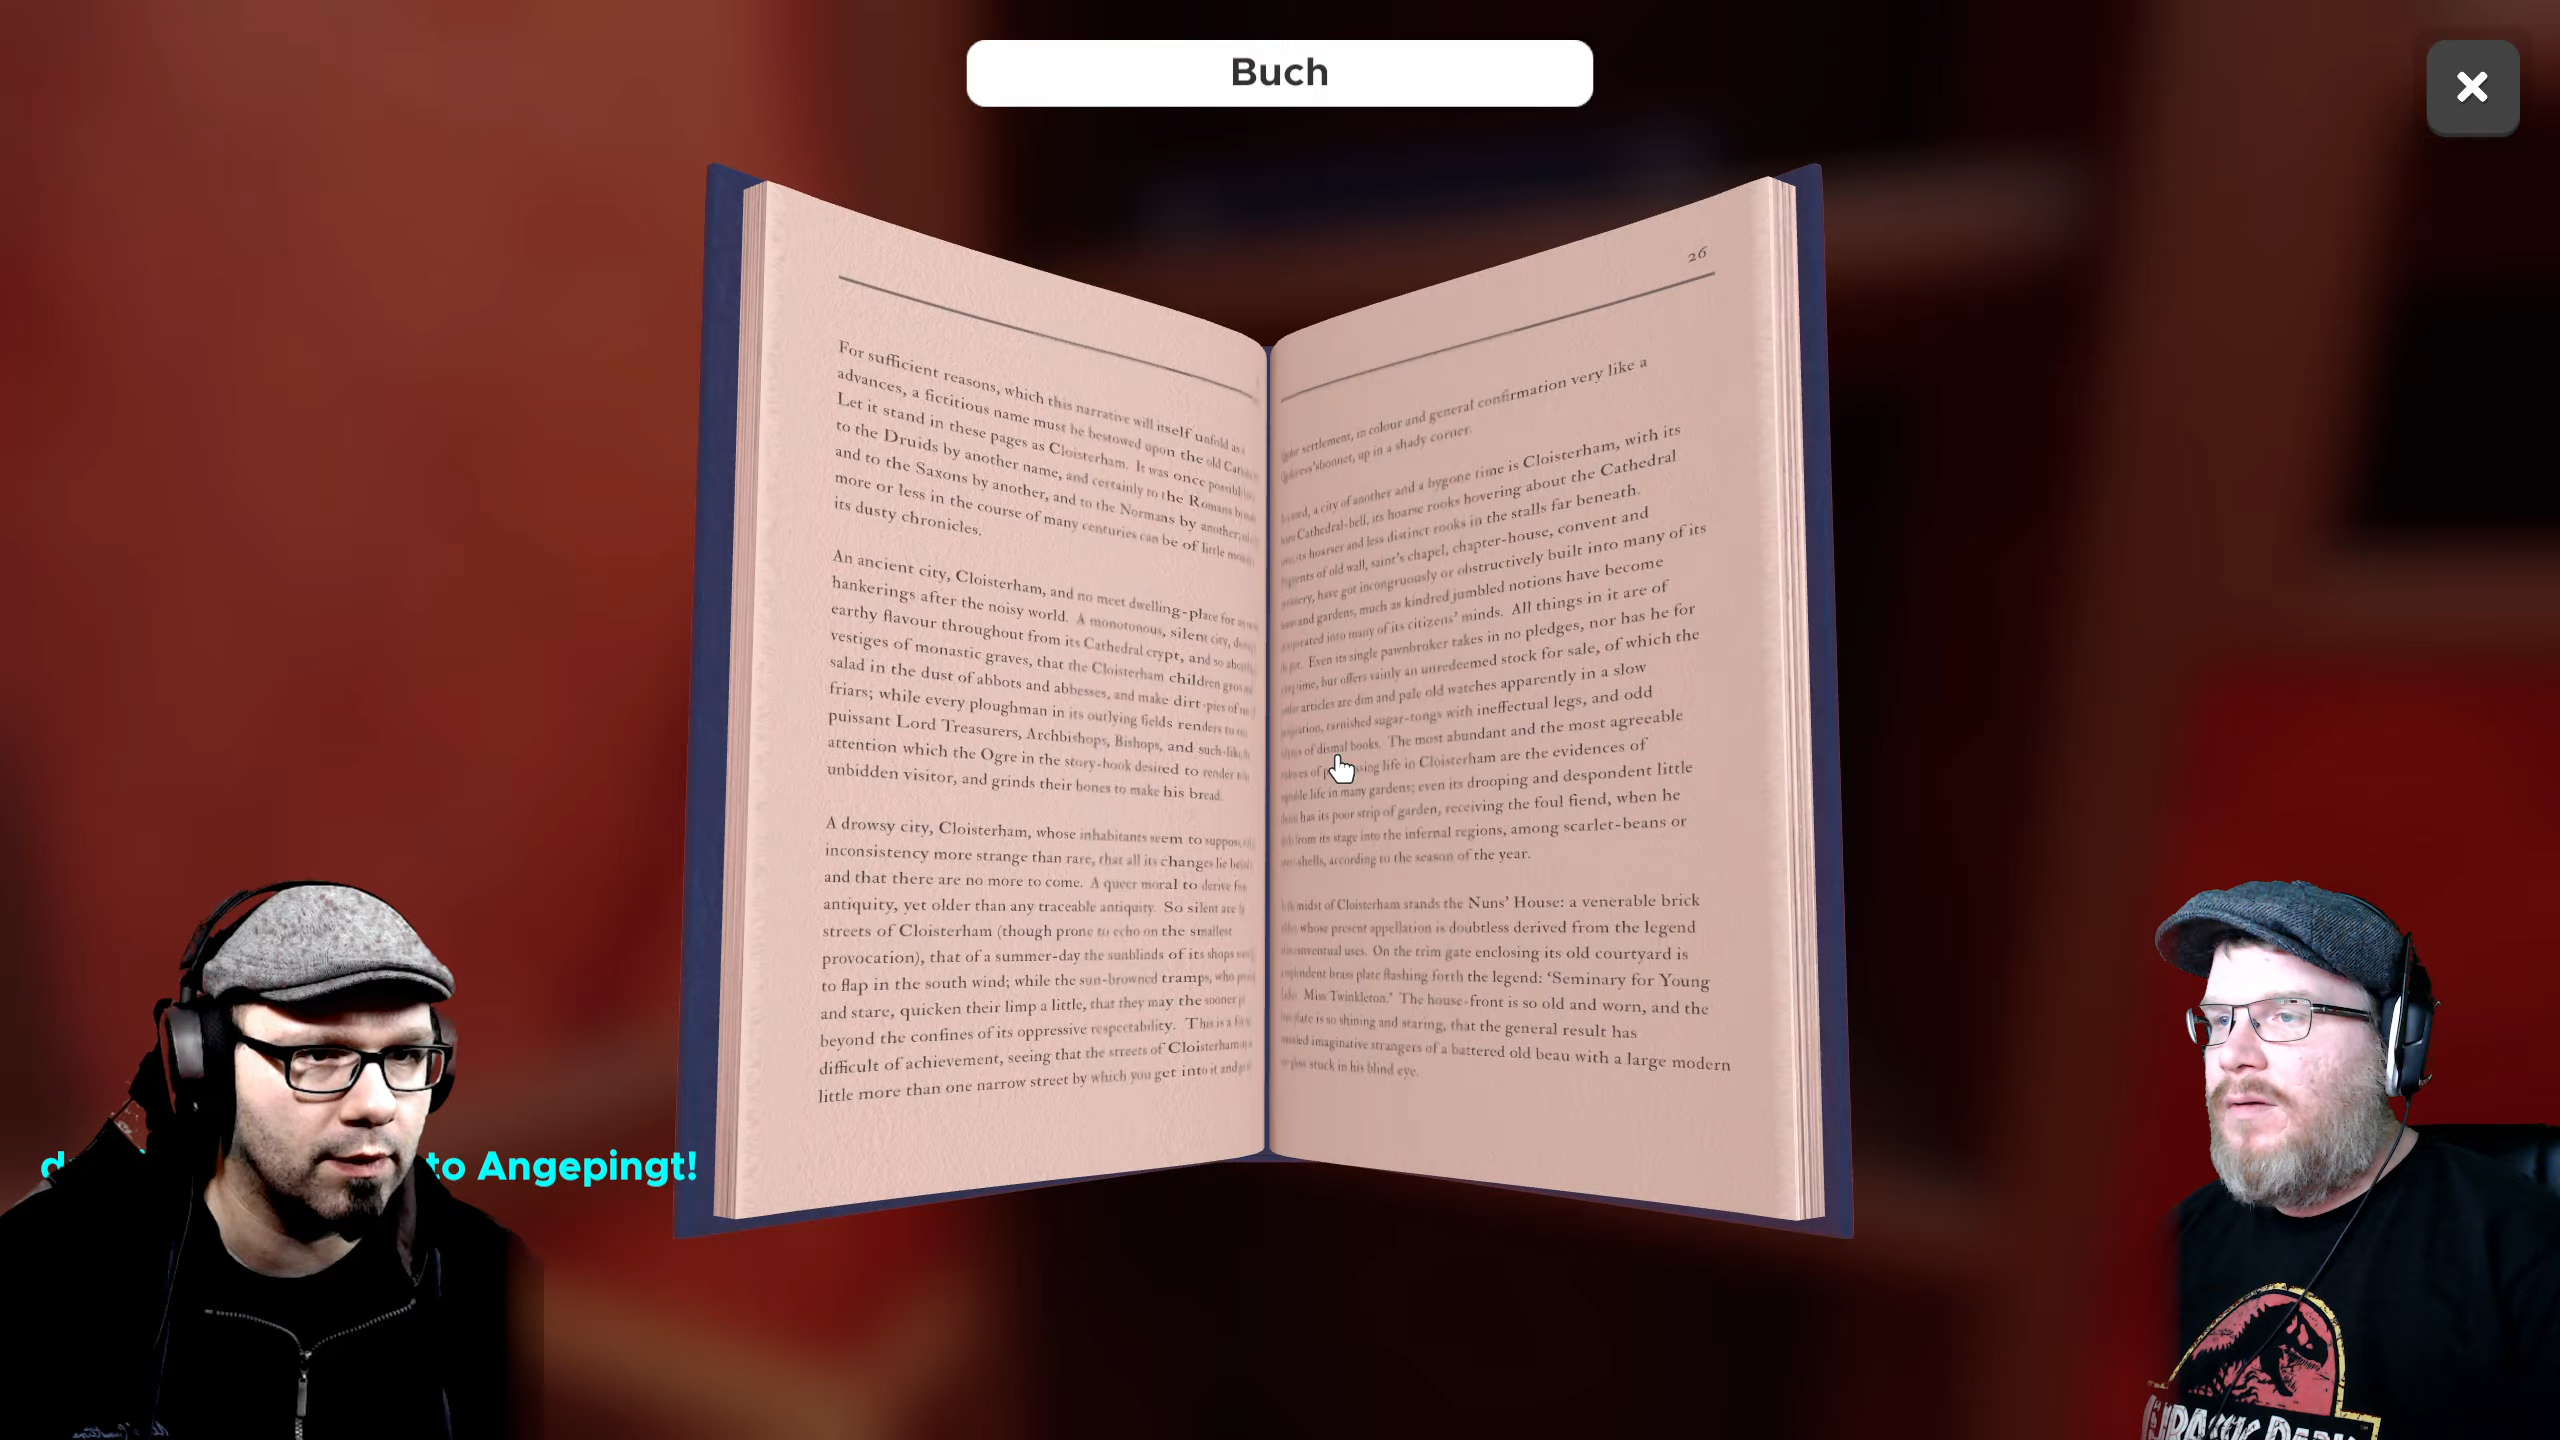 Buch
For sufficient reasons, which this narrative will itself unfold as
advances, a fictitious name must be bestowed upon the old
Let it stand in these pages as Cloisterham. It was once possibly
to the Druids by another name, and certainly to the Romans by
and to the Saxons by another, and to the Normans by another;
more or less in the course of many centuries can be of little
its dusty chronicles.
An ancient city, Cloisterham, and no meet dwelling-place for
hankerings after the noisy world. A monotonous, silent city,
earthy flavour throughout from its Cathedral crypt, and so
vestiges of monastic graves, that the Cloisterham children
salad in the dust of abbots and abbesses, and make dirt-pies of
friars; while every ploughman in its outlying fields renders to
puissant Lord Treasurers, Archbishops, Bishops, and such-like,
attention which the Ogre in the story-book desired to render
unbidden visitor, and grinds their bones to make his bread.
A drowsy city, Cloisterham, whose inhabitants seem to suppose,
inconsistency more strange than rare, that all its changes lie
and that there are no more to come. A queer moral to derive
antiquity, yet older than any traceable antiquity. So silent are
streets of Cloisterham (though prone to echo on the smallest
provocation), that of a summer-day the sunblinds of its shops
to flap in the south wind; while the sun-browned tramps, who
and stare, quicken their limp a little, that they may the sooner
beyond the confines of its oppressive respectability. This is a
difficult of achievement, seeing that the streets of Cloisterham
little more than one narrow street by which you get into it and
26
settlement, in colour and general confirmation very like a
bonnet, up in a shady corner.
a city of another and a bygone time is Cloisterham, with its
Cathedral-bell, its hoarse rooks hovering about the Cathedral
its hoarser and less distinct rooks in the stalls far beneath.
of old wall, saint's chapel, chapter-house, convent and
have got incongruously or obstructively built into many of its
and gardens, much as kindred jumbled notions have become
into many of its citizens' minds. All things in it are of
Even its single pawnbroker takes in no pledges, nor has he for
time, but offers vainly an unredeemed stock for sale, of which the
articles are dim and pale old watches apparently in a slow
tarnished sugar-tongs with ineffectual legs, and odd
of dismal books. The most abundant and the most agreeable
of life in Cloisterham are the evidences of
life in many gardens; even its drooping and despondent little
has its poor strip of garden, receiving the foul fiend, when he
from its stage into the infernal regions, among scarlet-beans or
shells, according to the season of the year.
midst of Cloisterham stands the Nuns' House: a venerable brick
whose present appellation is doubtless derived from the legend
conventual uses. On the trim gate enclosing its old courtyard is
brass plate flashing forth the legend: 'Seminary for Young
Miss Twinkleton.' The house-front is so old and worn, and the
is so shining and staring, that the general result has
imaginative strangers of a battered old beau with a large modern
stuck in his blind eye.
to Angepingt!